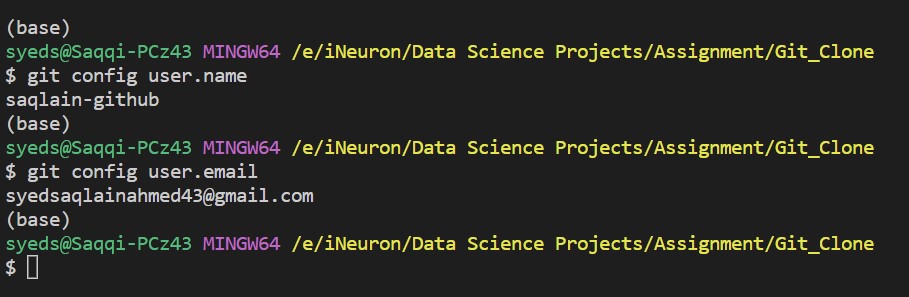 (base)
syeds@Saqqi-PCz43 MINGW64 /e/iNeuron/Data Science Projects/Assignment/Git_Clone
$ git config user.name
saqlain-github
(base)
syeds@Saqqi-PCz43 MINGW64 /e/iNeuron/Data Science Projects/Assignment/Git_Clone
$ git config user.email
syedsaqlainahmed43@gmail.com
(base)
syeds@Saqqi-PCz43 MINGW64 /e/iNeuron/Data Science Projects/Assignment/Git_Clone
$